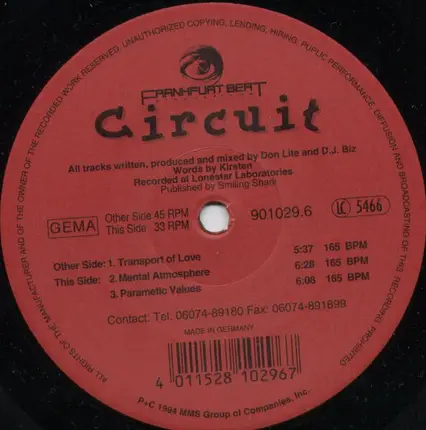 ALL RIGHTS OF THE MANUFACTURER AND OF THE OWNER OF THE RECORDED WORK RESERVED. UNAUTHORIZED COPYING, LENDING, HIRING, PUPLIC PERFORMANCE, DIFFUSION AND BROADCASTING OF THIS RECORDING PROHIBITED
FRANKFURT BEAT
Circuit
All tracks written, produced and mixed by Don Lite and D.J. Biz
Words by Kirsten
Recorded at Lonestar Laboratories
Published by Smiling Shark
GEMA
Other Side 45 RPM
This Side 33 RPM
901029.6
LC 5466
Other Side: 1. Transport of Love 5:37 165 BPM
This Side: 2. Mental Atmosphere 6:28 165 BPM
3. Parametic Values 6:08 165 BPM
Contact: Tel. 06074-89180 Fax: 06074-891899
MADE IN GERMANY
4 011528 102967
P+C 1994 MMS Group of Companies, Inc.